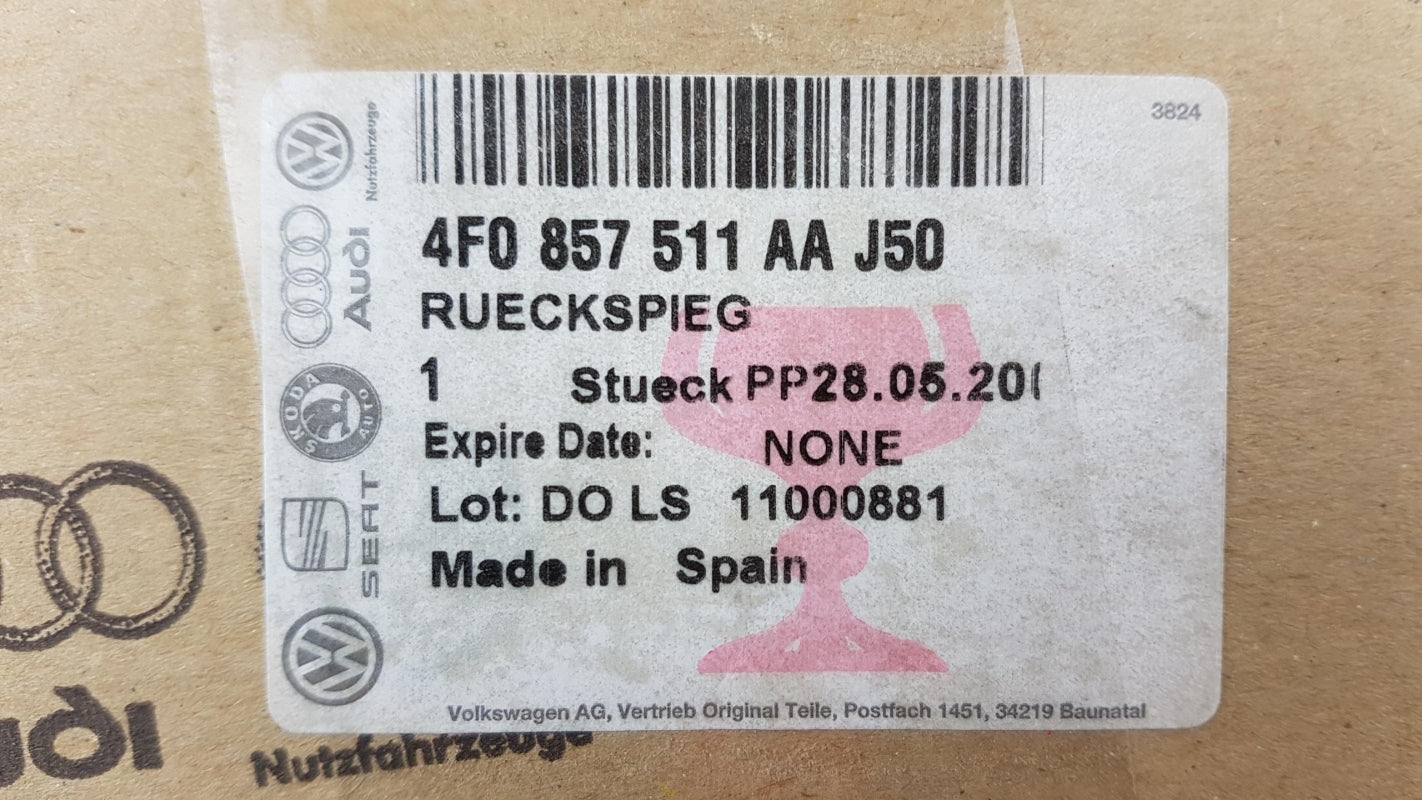 3824
4F0 857 511 AA J50
RUECKSPIEG
1 Stueck PP28.05.20
Expire Date: NONE
Lot: DO LS 11000881
Made in Spain
Volkswagen AG, Vertrieb Original Teile, Postfach 1451, 34219 Baunatal
Nutzfahrzeuge
Audi
SKODA AUTO
SEAT
Nutzfahrzeuge